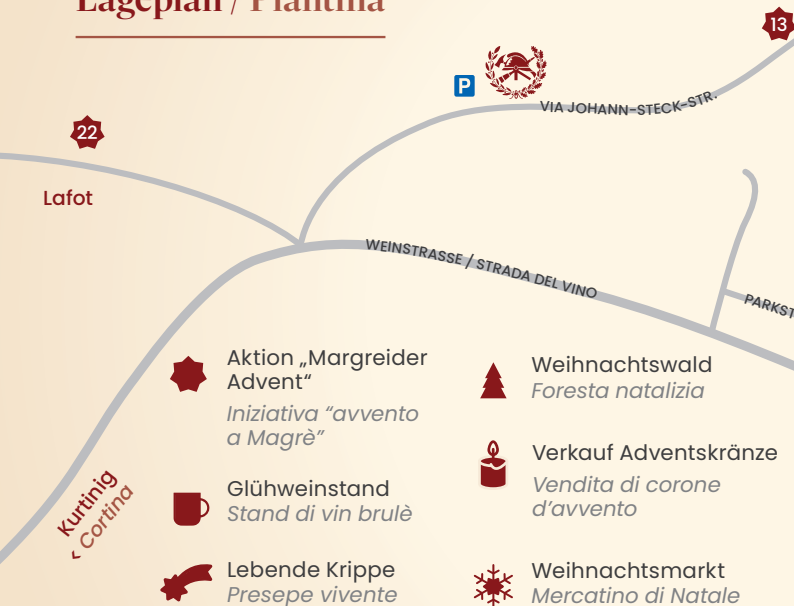 Lageplan / Piantina
13
P
VIA JOHANN-STECK-STR.
22
Lafot
WEINSTRASSE / STRADA DEL VINO
Aktion „Margreider
Advent“
Iniziativa “avvento
a Magrè”
Weihnachtswald
Foresta natalizia
Verkauf Adventskränze
Vendita di corone
d’avvento
Glühweinstand
Stand di vin brulè
Kurtinig
‹ Cortina
Lebende Krippe
Presepe vivente
Weihnachtsmarkt
Mercatino di Natale